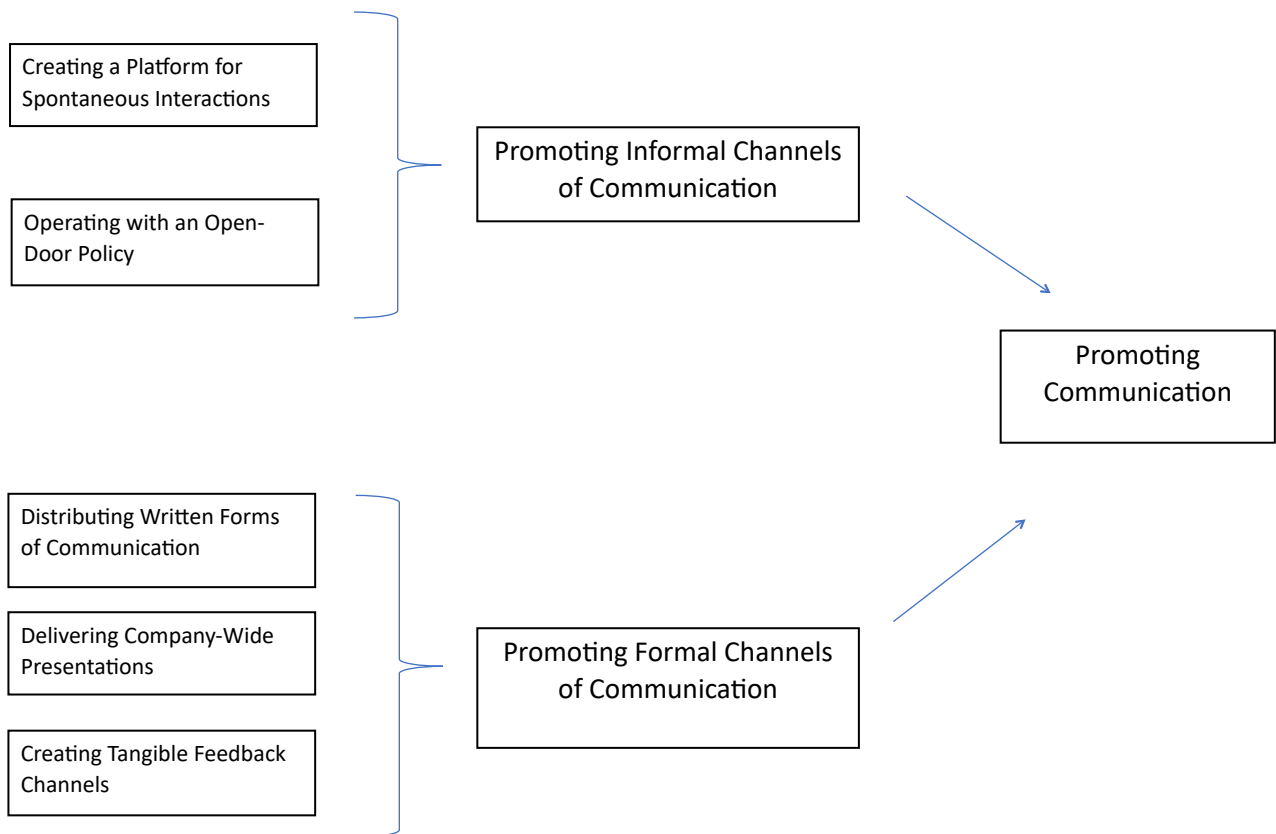 Creating a Platform for
Spontaneous Interactions
Operating with an Open-
Door Policy
Promoting Informal Channels
of Communication
Promoting
Communication
Distributing Written Forms
of Communication
Delivering Company-Wide
Presentations
Creating Tangible Feedback
Channels
Promoting Formal Channels
of Communication